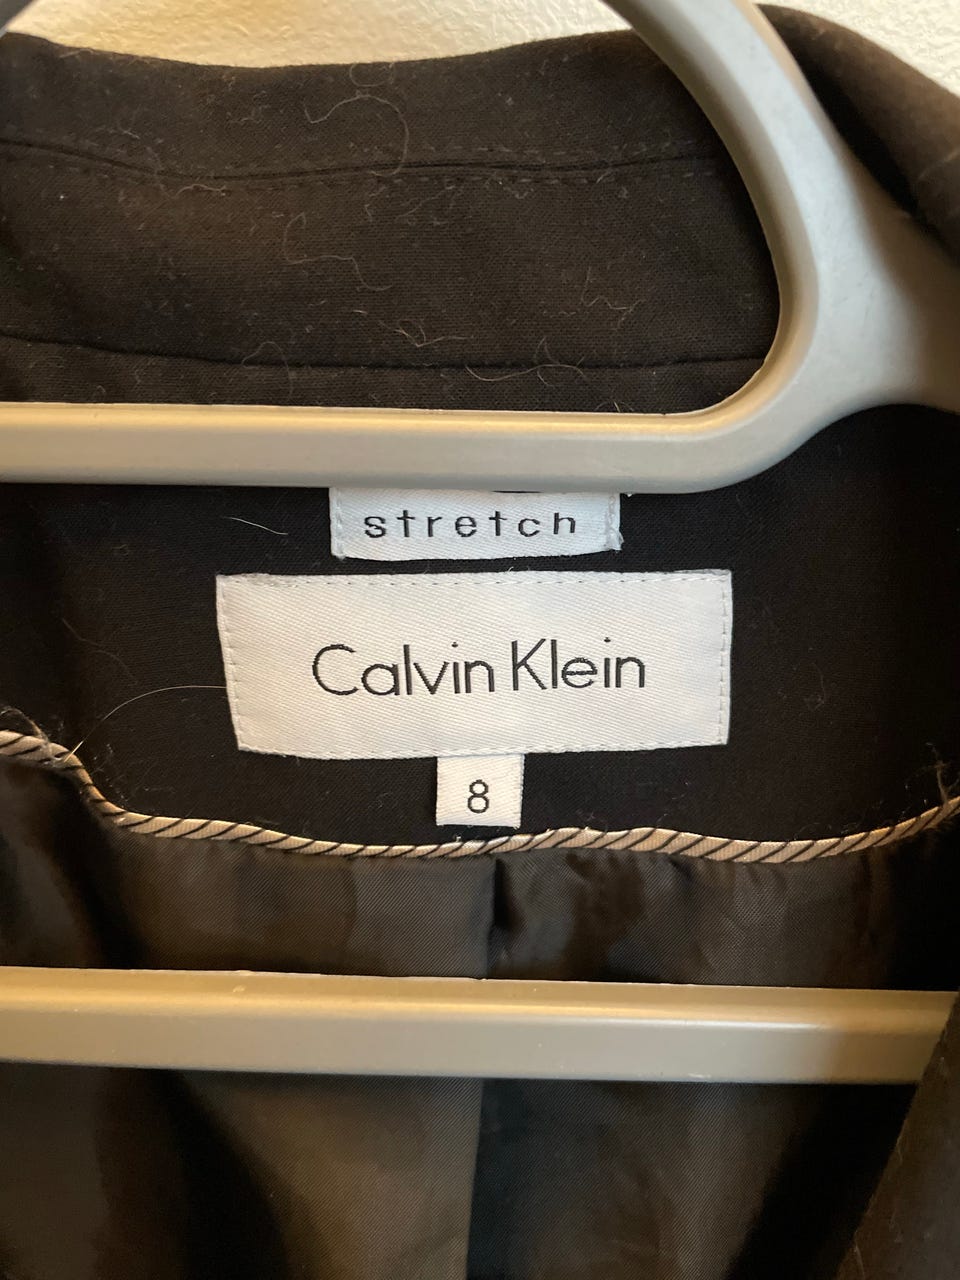 stretch
Calvin Klein
8